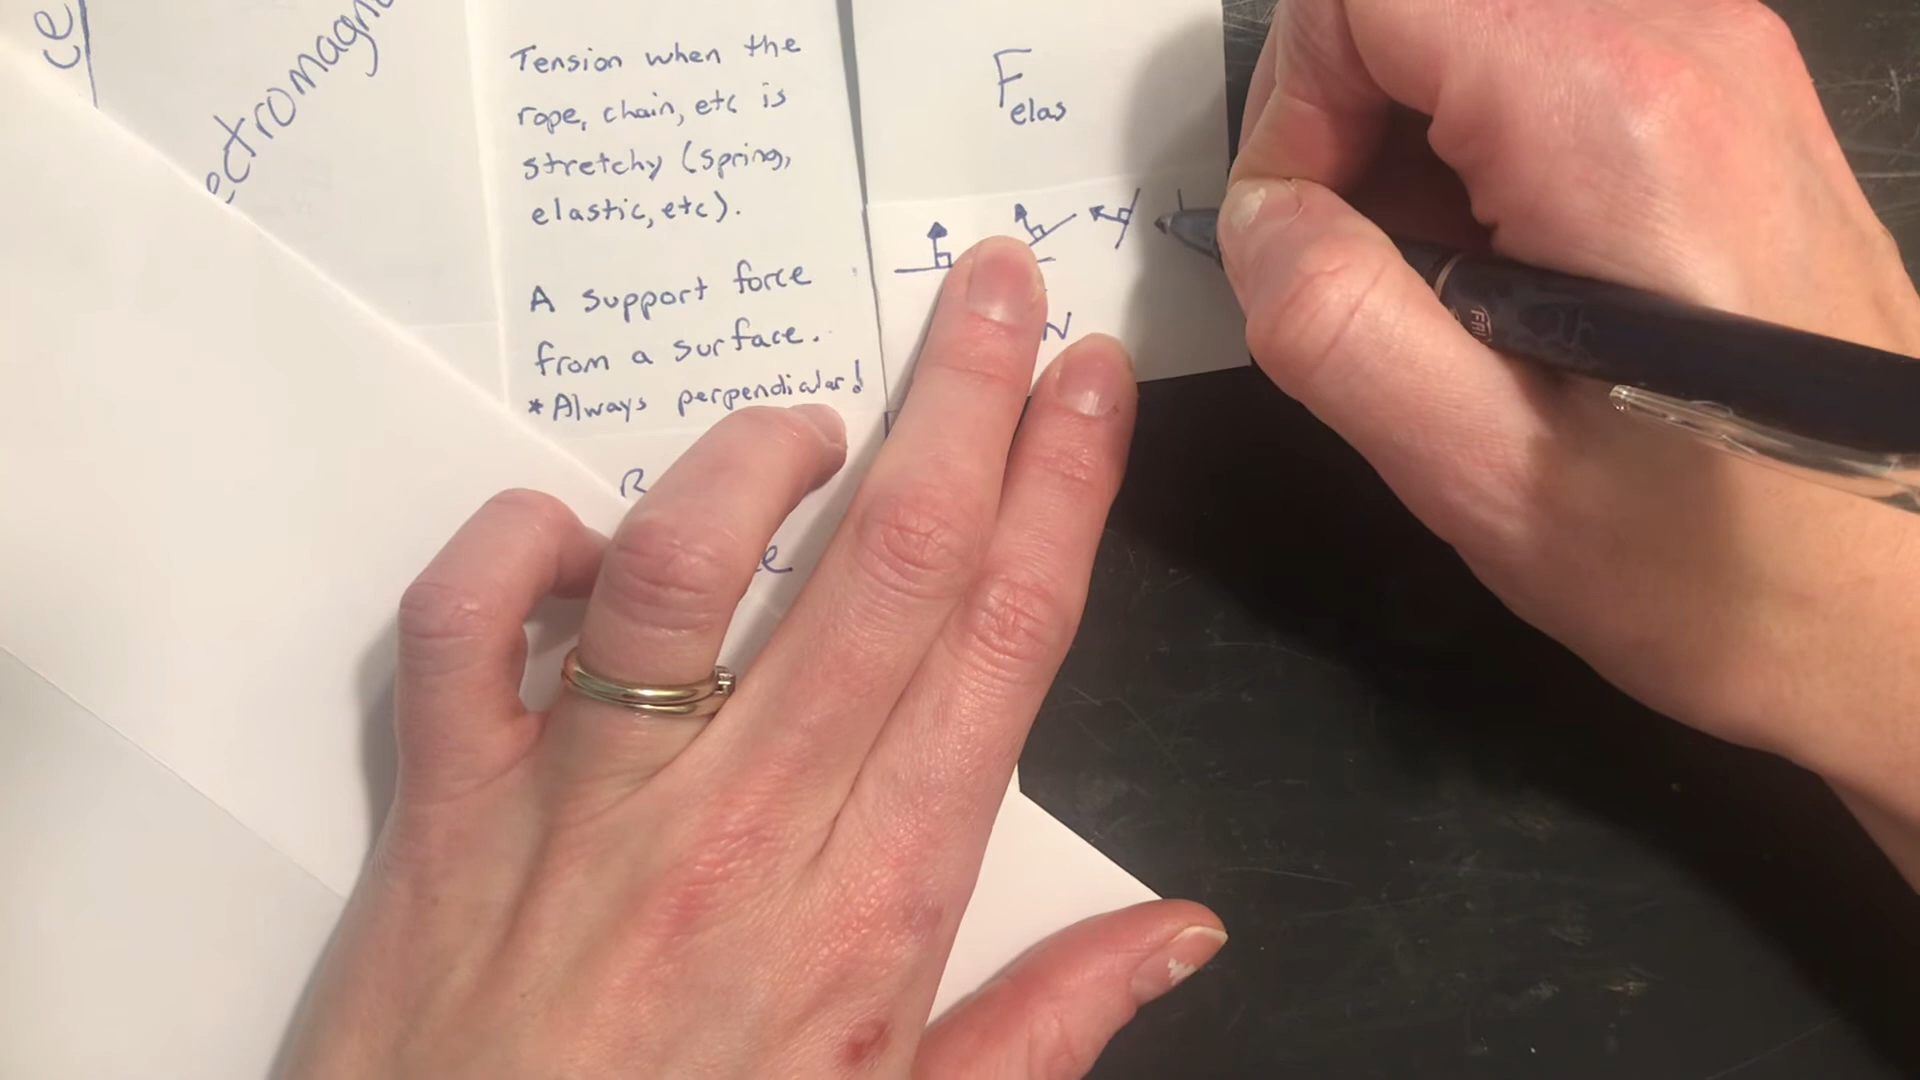 ce
ectromagn
Tension when the
rope, chain, etc is
stretchy (spring,
elastic, etc).
A support force
from a surface.
*Always perpendicular!
R
e
F elas
N